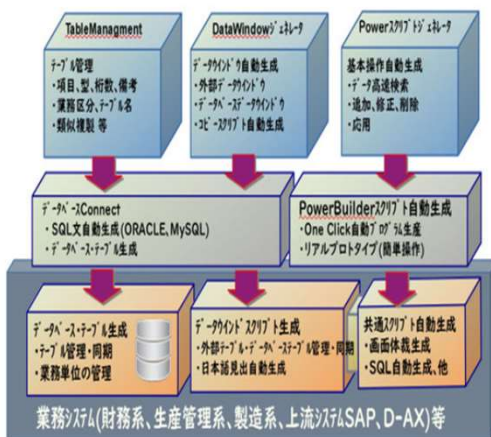 TableManagment
テーブル管理
・項目、型、桁数、備考
・業務区分、テーブル名
・類似複製 等
DataWindowジェネレータ
データウインドウ自動生成
・外部データウインドウ
・データベースデータウインドウ
・コピースクリプト自動生成
Powerスクリプトジェネレータ
基本操作自動生成
・データ高速検索
・追加、修正、削除
・応用
データベースConnect
・SQL文自動生成(ORACLE、MySQL)
・データベース・テーブル生成
PowerBuilderスクリプト自動生成
・One Click自動プログラム生産
・リアルプロトタイプ(簡単操作)
データベース・テーブル生成
・テーブル管理・同期
・業務単位の管理
データウインドスクリプト生成
・外部テーブル・データベーステーブル管理・同期
・日本語見出自動生成
共通スクリプト自動生成
・画面体裁生成
・SQL自動生成、他
業務システム(財務系、生産管理系、製造系、上流システムSAP、D-AX)等